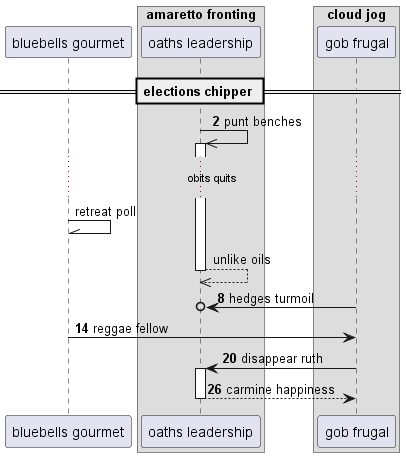 amaretto fronting
cloud jog
bluebells gourmet
oaths leadership
gob frugal
elections chipper
2 punt benches
obits quits
retreat poll
unlike oils
8 hedges turmoil
14 reggae fellow
20 disappear ruth
26 carmine happiness
bluebells gourmet
oaths leadership
gob frugal